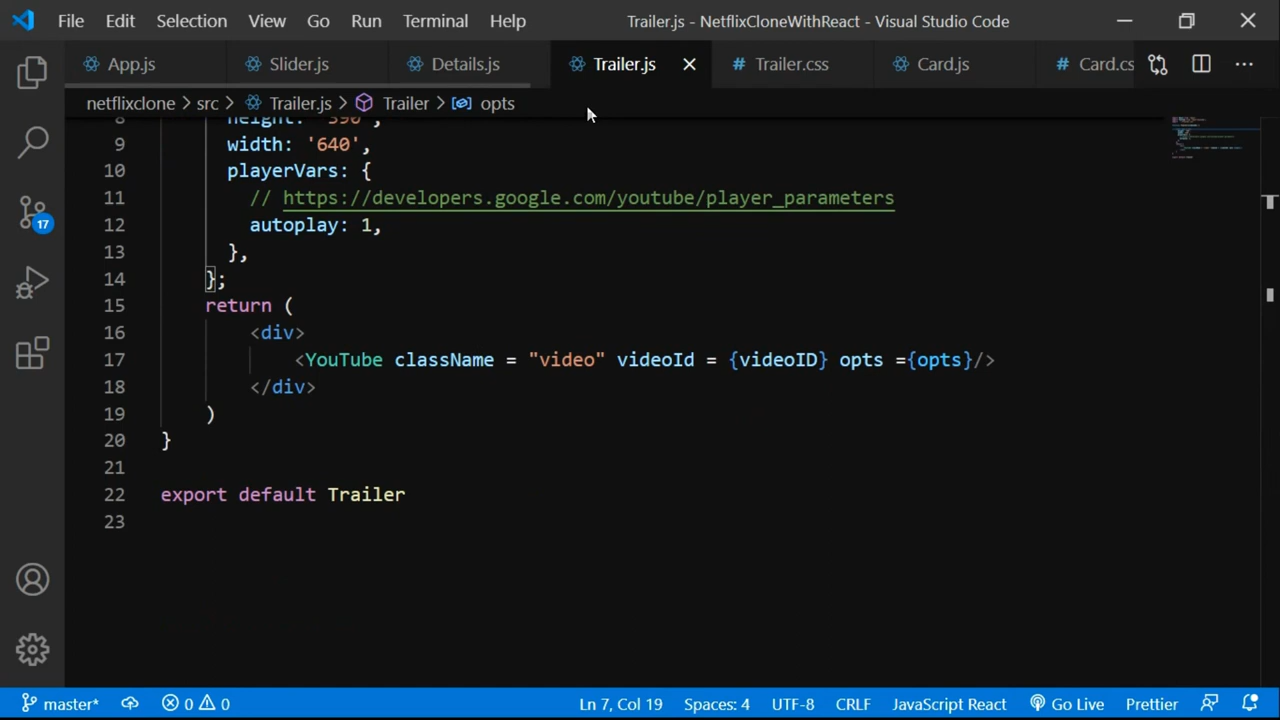 File Edit Selection View Go Run Terminal Help Trailer.js - NetflixCloneWithReact - Visual Studio Code
App.js Slider.js Details.js Trailer.js Trailer.css Card.js Card.cs
netflixclone > src > Trailer.js > Trailer > opts
8 height: '390',
9 width: '640',
10 playerVars: {
11 // https://developers.google.com/youtube/player_parameters
12 autoplay: 1,
13 },
14 };
15 return (
16 <div>
17 <YouTube className = "video" videoId = {videoID} opts ={opts}/>
18 </div>
19 )
20 }
21
22 export default Trailer
23
17
master* 0 0 Ln 7, Col 19 Spaces: 4 UTF-8 CRLF JavaScript React Go Live Prettier